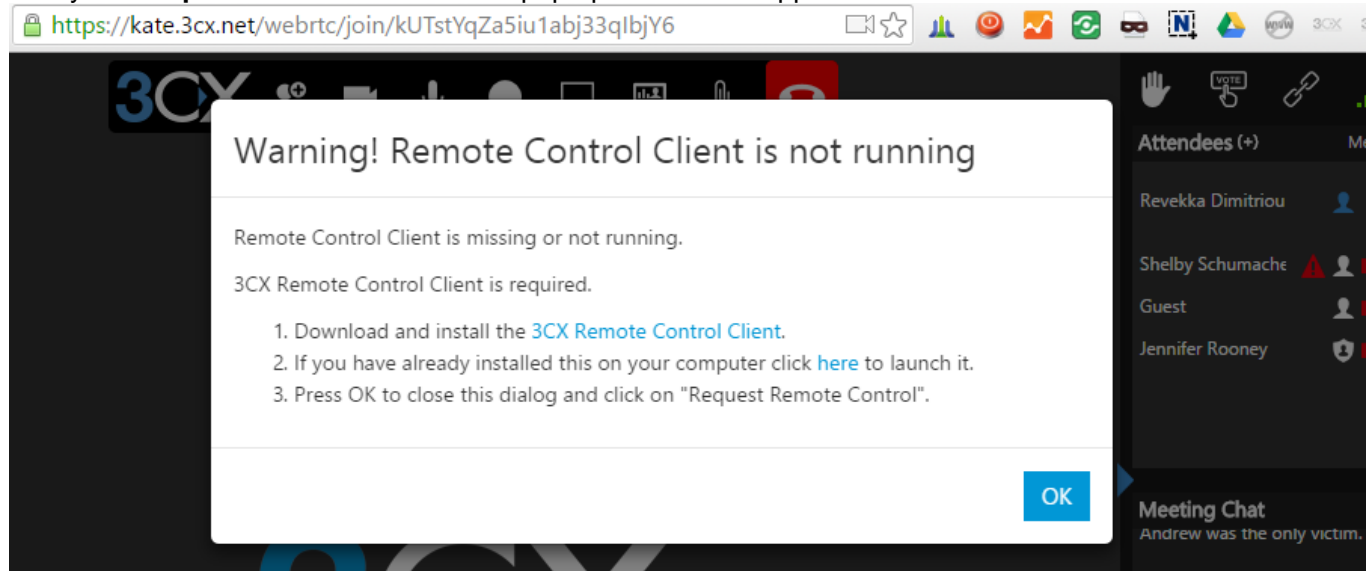 https://kate.3cx.net/webrtc/join/kUTstYqZa5iu1abj33qIbjY6
3CX
VOTE
Warning! Remote Control Client is not running
Attendees (+)
Remote Control Client is missing or not running.
Revekka Dimitriou
3CX Remote Control Client is required.
Shelby Schumache
1. Download and install the 3CX Remote Control Client.
Guest
2. If you have already installed this on your computer click here to launch it.
Jennifer Rooney
3. Press OK to close this dialog and click on "Request Remote Control".
OK
Meeting Chat
Andrew was the only victim.